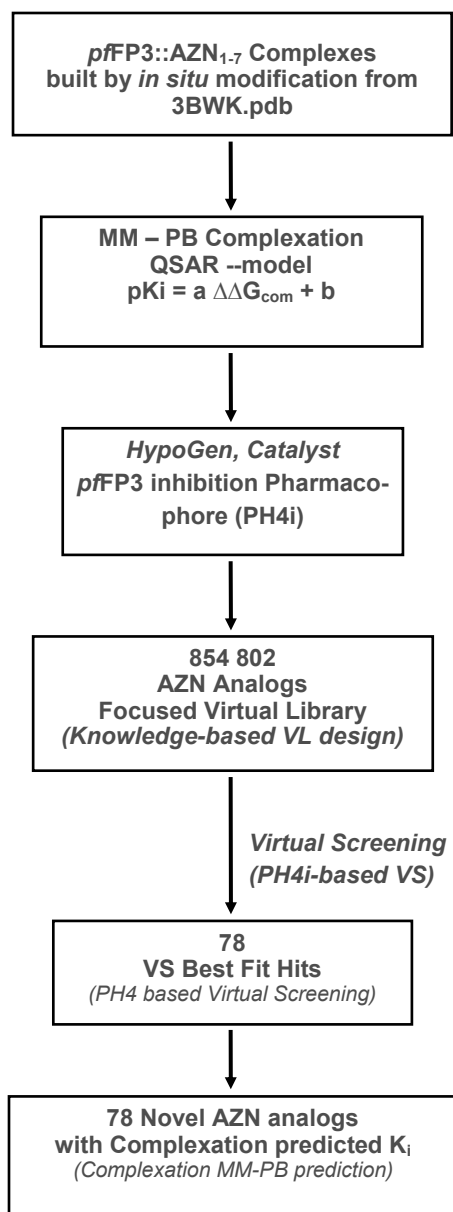 pfFP3::AZN1-7 Complexes
built by in situ modification from
3BWK.pdb
MM – PB Complexation
QSAR --model
pKi = a ΔΔGcom + b
HypoGen, Catalyst
pfFP3 inhibition Pharmaco-
phore (PH4i)
854 802
AZN Analogs
Focused Virtual Library
(Knowledge-based VL design)
Virtual Screening
(PH4i-based VS)
78
VS Best Fit Hits
(PH4 based Virtual Screening)
78 Novel AZN analogs
with Complexation predicted Ki
(Complexation MM-PB prediction)